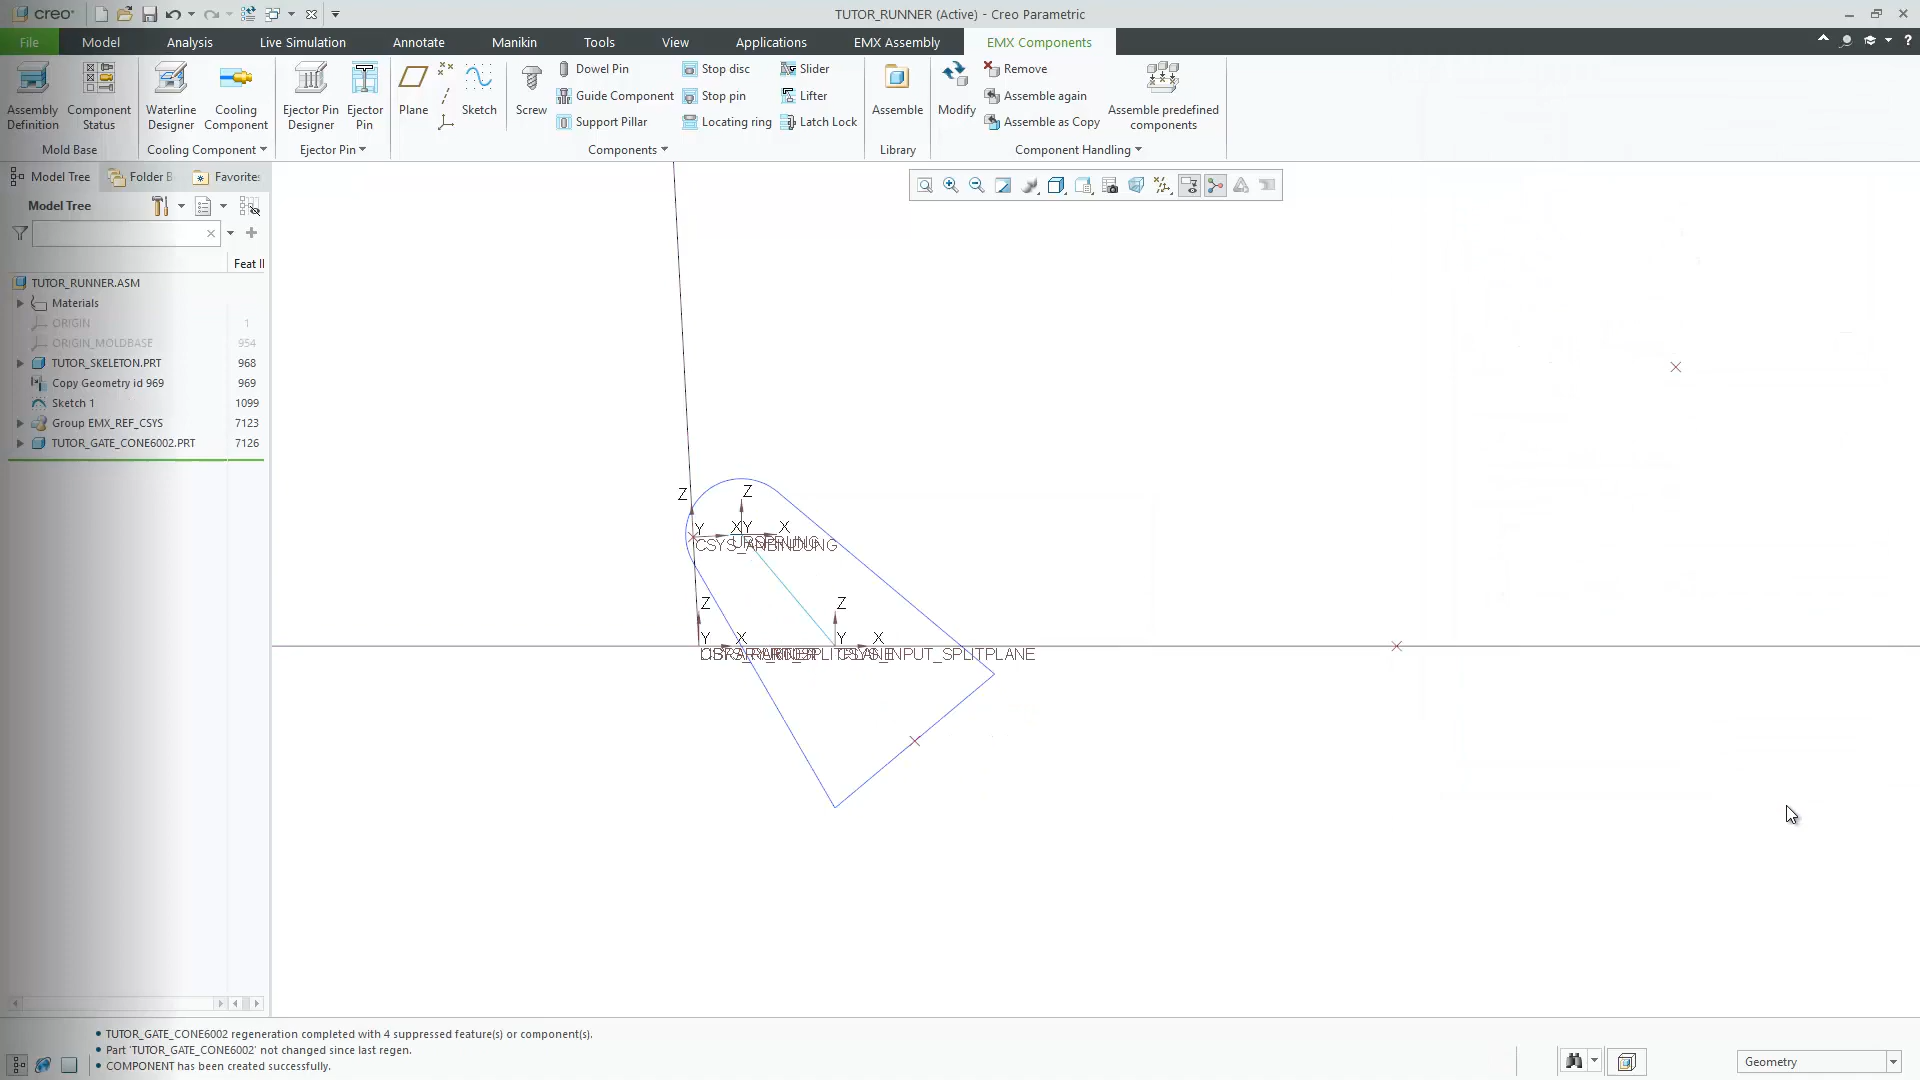 creo
TUTOR_RUNNER (Active) - Creo Parametric
File
Model
Analysis
Live Simulation
Annotate
Manikin
Tools
View
Applications
EMX Assembly
EMX Components
Assembly Definition
Component Status
Mold Base
Waterline Designer
Cooling Component
Cooling Component
Ejector Pin Designer
Ejector Pin
Ejector Pin
Plane
Sketch
Screw
Dowel Pin
Guide Component
Support Pillar
Stop disc
Stop pin
Locating ring
Slider
Lifter
Latch Lock
Components
Assemble
Library
Modify
Remove
Assemble again
Assemble as Copy
Assemble predefined components
Component Handling
Model Tree
Folder B
Favorites
Model Tree
Feat I
TUTOR_RUNNER.ASM
Materials
ORIGIN 1
ORIGIN_MOLDBASE 954
TUTOR_SKELETON.PRT 968
Copy Geometry id 969 969
Sketch 1 1099
Group EMX_REF_CSYS 7123
TUTOR_GATE_CONE6002.PRT 7126
Z Z
Y X Y X
CSYS_ANBINDUNG
Z Z
Y X Y X
CSYS_INPUT_SPLITPLANE
TUTOR_GATE_CONE6002 regeneration completed with 4 suppressed feature(s) or component(s).
Part 'TUTOR_GATE_CONE6002' not changed since last regen.
COMPONENT has been created successfully.
Geometry